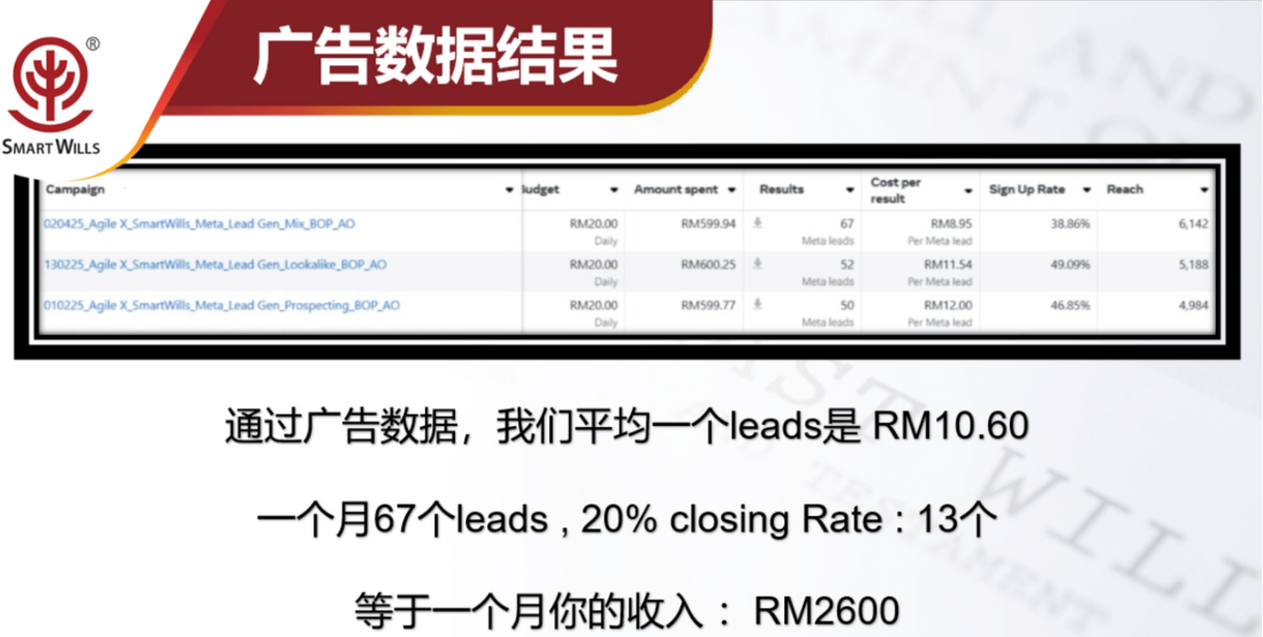 广告数据结果
®
SMART WILLS
Campaign Budget Amount spent Results Cost per result Sign Up Rate Reach
020425_Agile X_SmartWills_Meta_Lead Gen_Mix_BOP_AO RM20.00 RM599.94 67 RM8.95 38.86% 6,142
Daily Meta leads Per Meta lead
130225_Agile X_SmartWills_Meta_Lead Gen_Lookalike_BOP_AO RM20.00 RM600.25 52 RM11.54 49.09% 5,188
Daily Meta leads Per Meta lead
010225_Agile X_SmartWills_Meta_Lead Gen_Prospecting_BOP_AO RM20.00 RM599.77 50 RM12.00 46.85% 4,984
Daily Meta leads Per Meta lead
通过广告数据，我们平均一个leads是 RM10.60
一个月67个leads , 20% closing Rate : 13个
等于一个月你的收入 ： RM2600